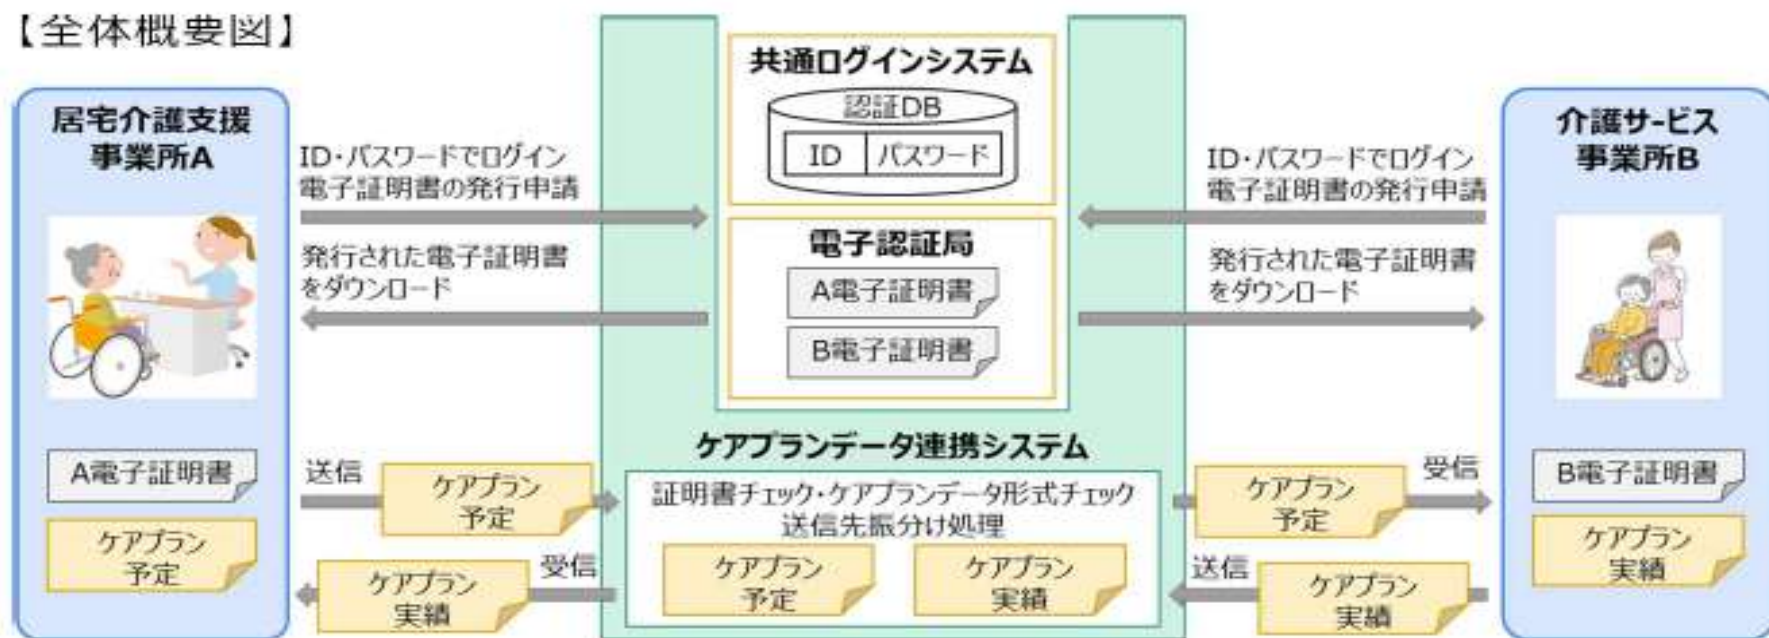 【全体概要図】
居宅介護支援
事業所A
A電子証明書
ケアプラン
予定
ID・パスワードでログイン
電子証明書の発行申請
発行された電子証明書
をダウンロード
送信
ケアプラン
予定
受信
ケアプラン
実績
共通ログインシステム
認証DB
ID
パスワード
電子認証局
A電子証明書
B電子証明書
ケアプランデータ連携システム
証明書チェック・ケアプランデータ形式チェック
送信先振分け処理
ケアプラン
予定
ケアプラン
実績
ID・パスワードでログイン
電子証明書の発行申請
発行された電子証明書
をダウンロード
ケアプラン
予定
受信
送信
ケアプラン
実績
介護サ-ビス
事業所B
B電子証明書
ケアプラン
実績